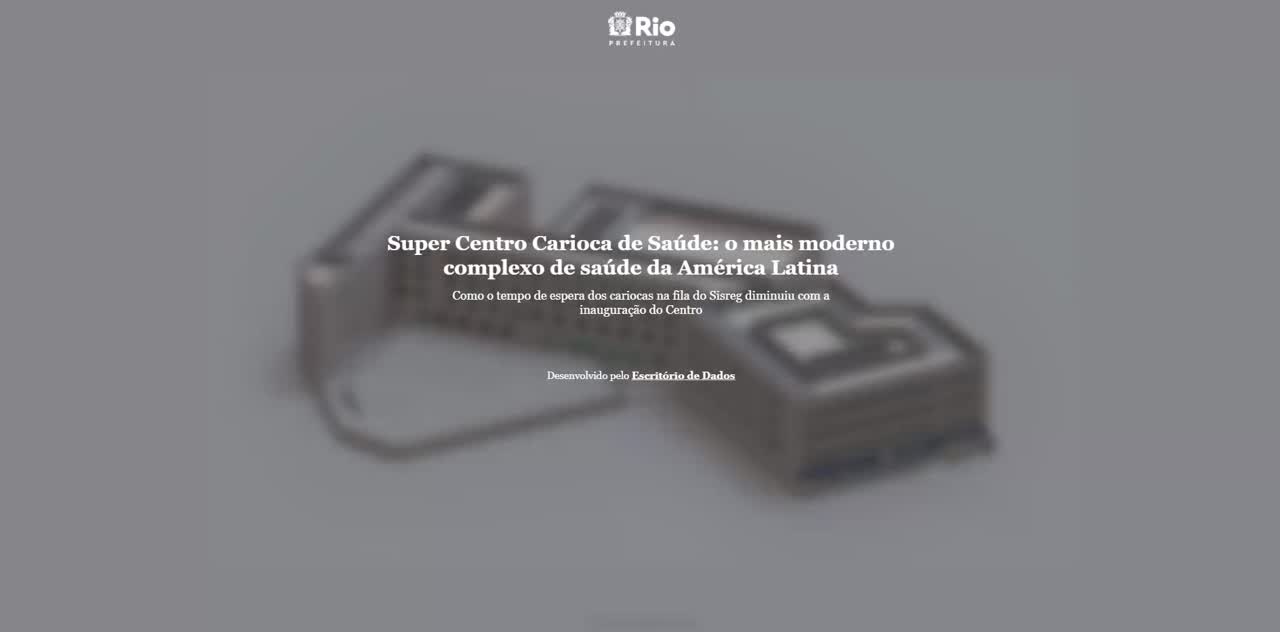 Rio
PREFEITURA
Super Centro Carioca de Saúde: o mais moderno
complexo de saúde da América Latina
Como o tempo de espera dos cariocas na fila do Sisreg diminuiu com a
inauguração do Centro
Desenvolvido pelo Escritório de Dados